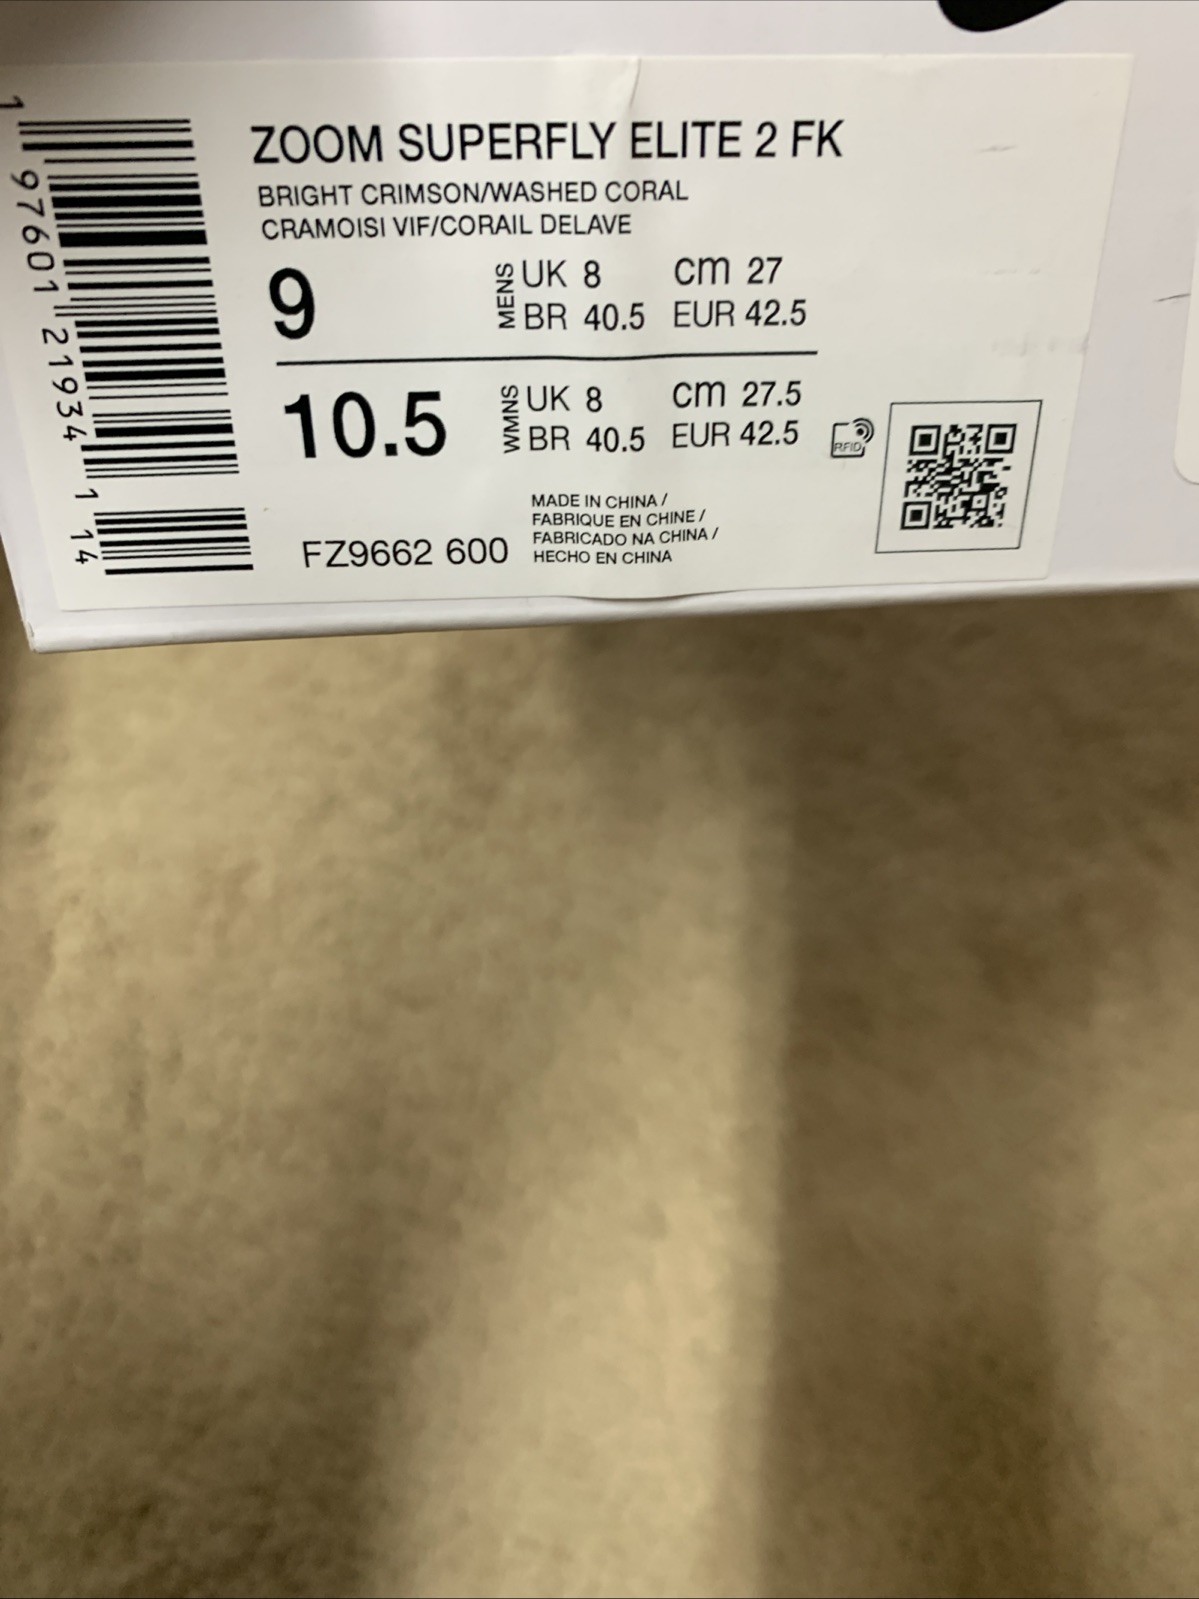 ZOOM SUPERFLY ELITE 2 FK
BRIGHT CRIMSON/WASHED CORAL
CRAMOISI VIF/CORAIL DELAVE
9 MENS UK 8 cm 27
BR 40.5 EUR 42.5
10.5 WMNS UK 8 cm 27.5
BR 40.5 EUR 42.5
RFID
MADE IN CHINA /
FABRIQUE EN CHINE /
FABRICADO NA CHINA /
HECHO EN CHINA
FZ9662 600
1 97601 21934 1 14